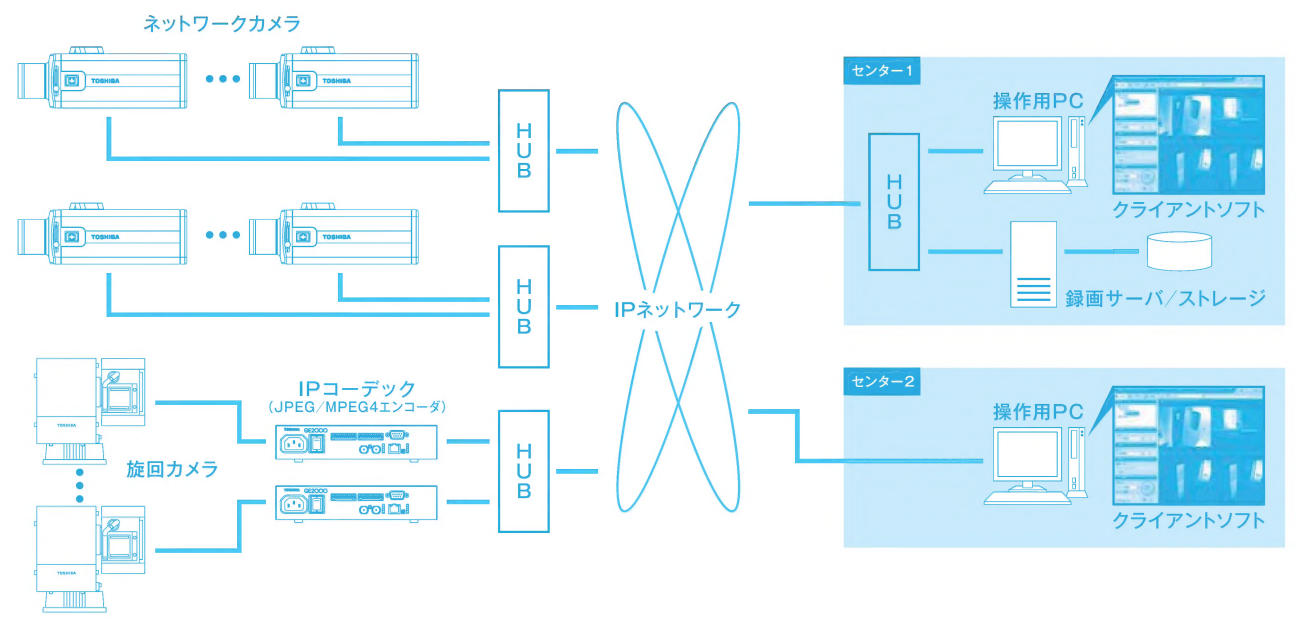 ネットワークカメラ
TOSHIBA
TOSHIBA
HUB
TOSHIBA
TOSHIBA
HUB
IPネットワーク
TOSHIBA
旋回カメラ
TOSHIBA
IPコーデック
(JPEG/MPEG4エンコーダ)
TOSHIBA
TOSHIBA
HUB
センター1
HUB
操作用PC
クライアントソフト
録画サーバ/ストレージ
センター2
操作用PC
クライアントソフト